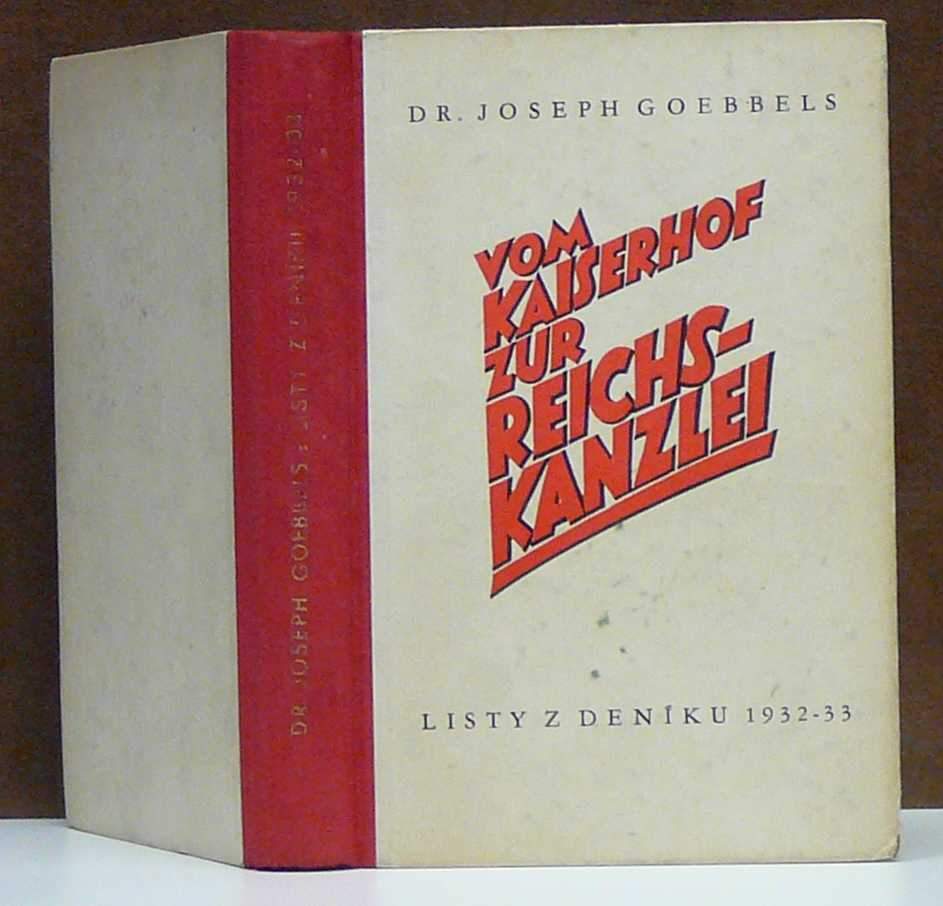 DR. JOSEPH GOEBBELS
VOM
KAISERHOF
ZUR
REICHS-
KANZLEI
LISTY Z DENÍKU 1932-33
DR. JOSEPH GOEBBELS: LISTY Z DENÍKU 1932-33